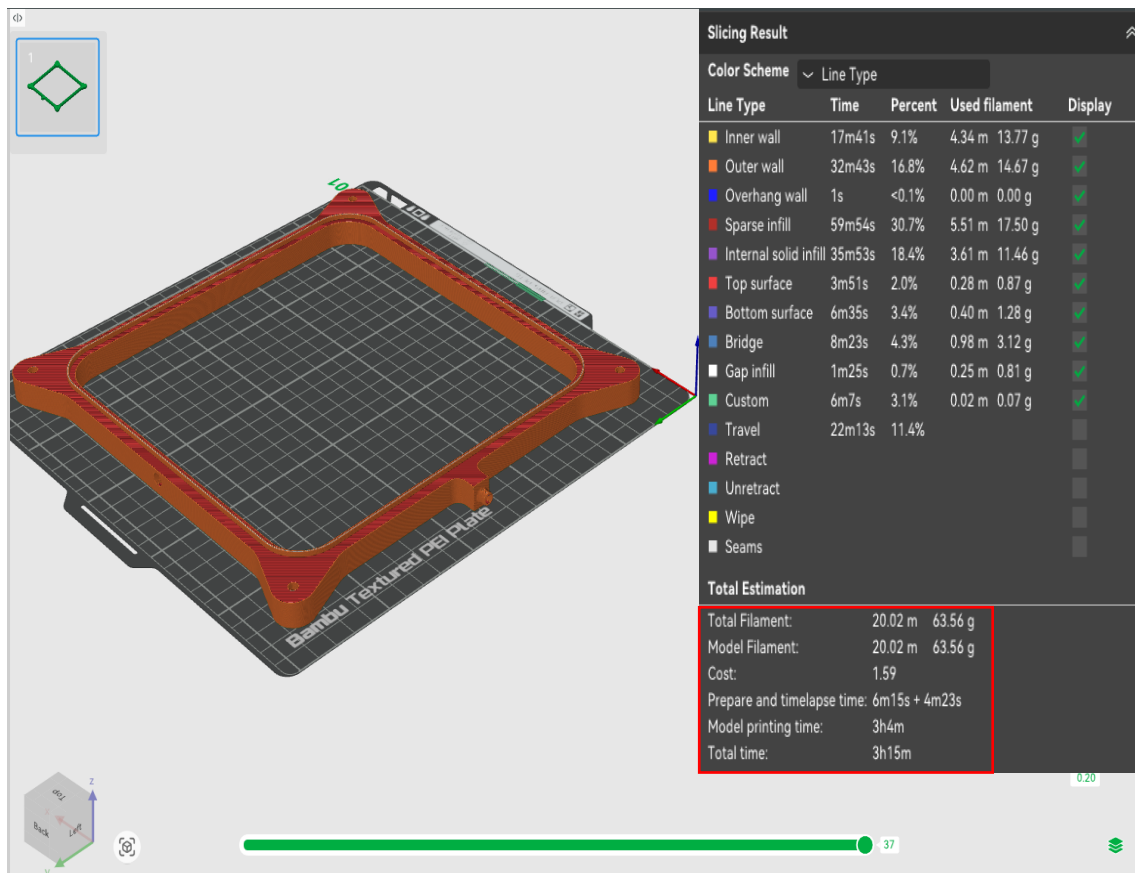 1
01
Bambu Textured PEI Plate
Top
Back
Left
z
y
37
0.20
Slicing Result
Color Scheme Line Type
Line Type Time Percent Used filament Display
Inner wall 17m41s 9.1% 4.34 m 13.77 g
Outer wall 32m43s 16.8% 4.62 m 14.67 g
Overhang wall 1s <0.1% 0.00 m 0.00 g
Sparse infill 59m54s 30.7% 5.51 m 17.50 g
Internal solid infill 35m53s 18.4% 3.61 m 11.46 g
Top surface 3m51s 2.0% 0.28 m 0.87 g
Bottom surface 6m35s 3.4% 0.40 m 1.28 g
Bridge 8m23s 4.3% 0.98 m 3.12 g
Gap infill 1m25s 0.7% 0.25 m 0.81 g
Custom 6m7s 3.1% 0.02 m 0.07 g
Travel 22m13s 11.4%
Retract
Unretract
Wipe
Seams
Total Estimation
Total Filament: 20.02 m 63.56 g
Model Filament: 20.02 m 63.56 g
Cost: 1.59
Prepare and timelapse time: 6m15s + 4m23s
Model printing time: 3h4m
Total time: 3h15m